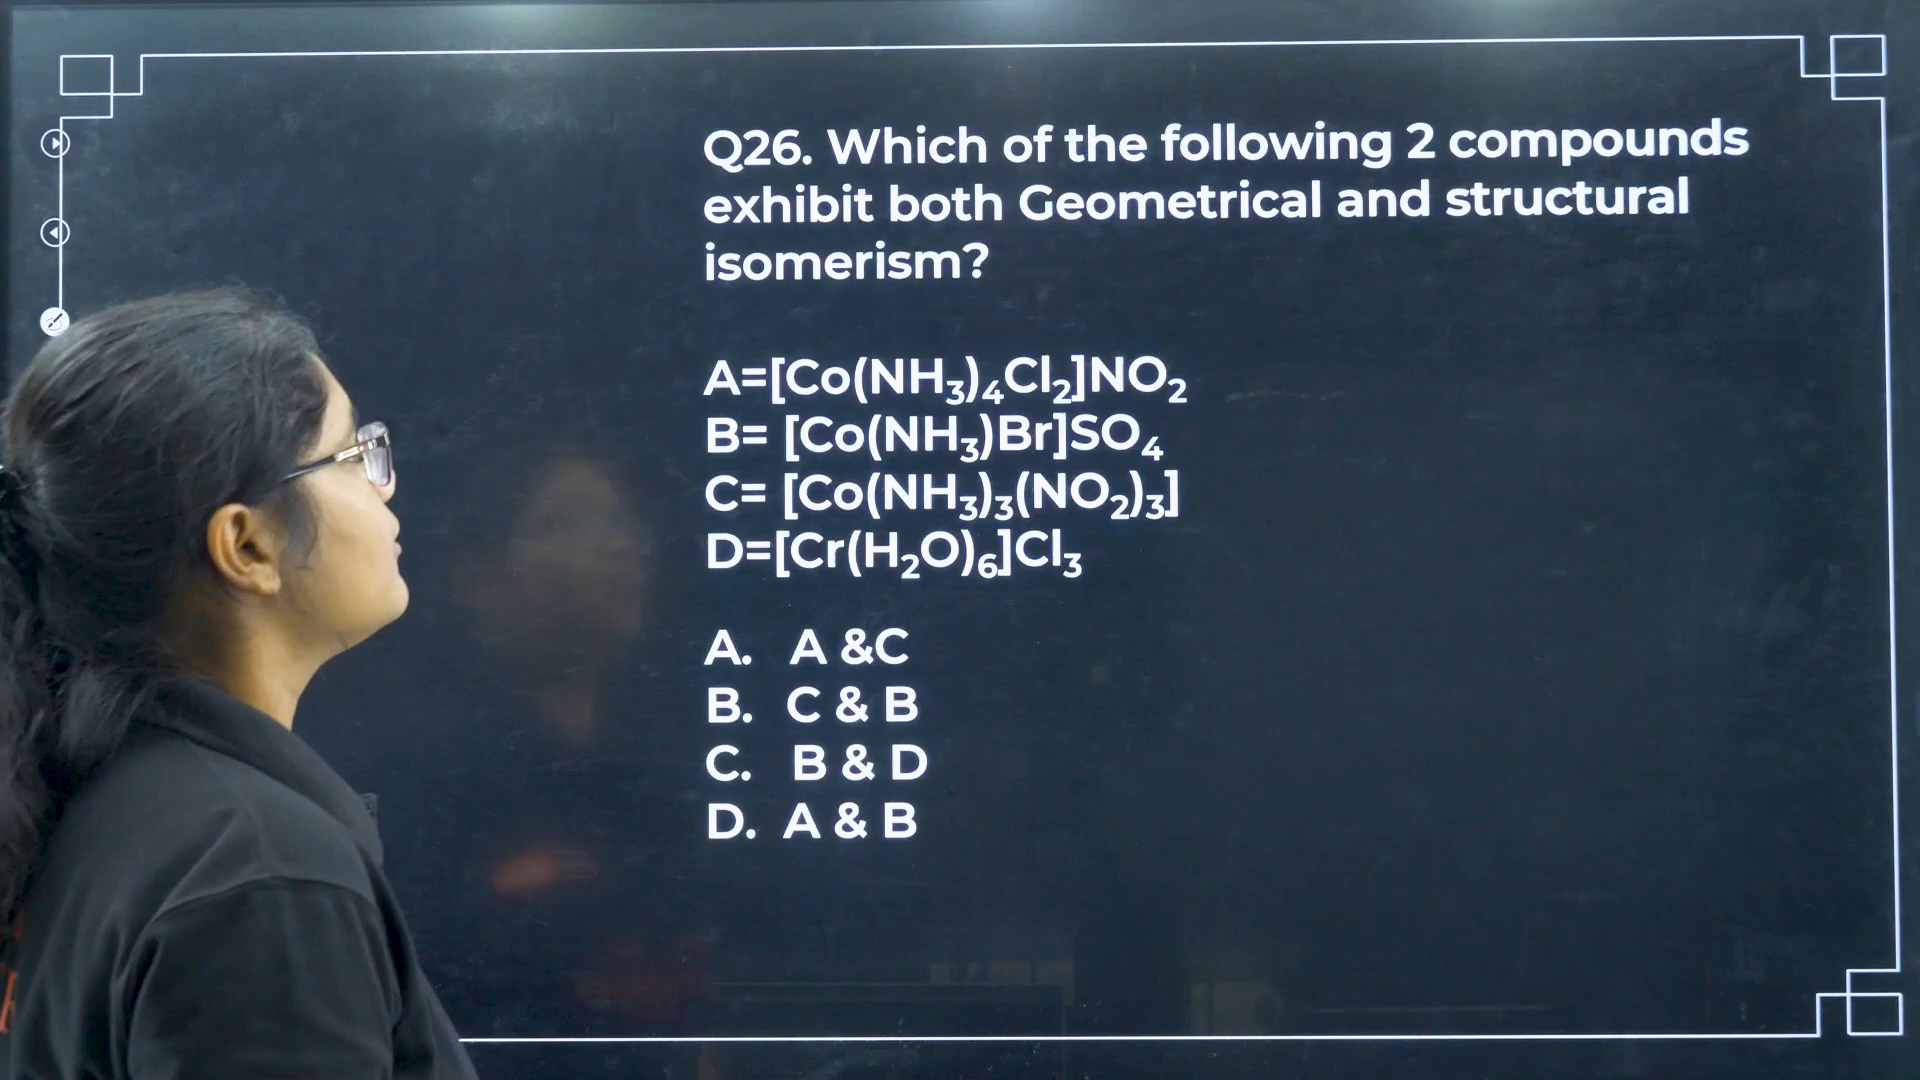 Q26. Which of the following 2 compounds
exhibit both Geometrical and structural
isomerism?
A=[Co(NH₃)₄Cl₂]NO₂
B= [Co(NH₃)Br]SO₄
C= [Co(NH₃)₃(NO₂)₃]
D=[Cr(H₂O)₆]Cl₃
A. A &C
B. C & B
C. B & D
D. A & B